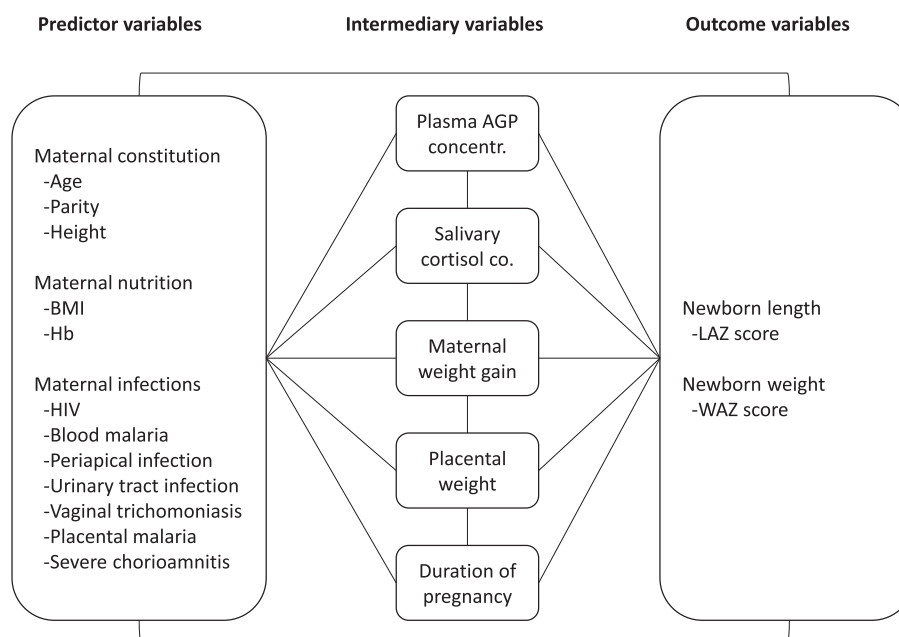 Predictor variables
Intermediary variables
Outcome variables
Maternal constitution
-Age
-Parity
-Height
Maternal nutrition
-BMI
-Hb
Maternal infections
-HIV
-Blood malaria
-Periapical infection
-Urinary tract infection
-Vaginal trichomoniasis
-Placental malaria
-Severe chorioamnitis
Plasma AGP
concentr.
Salivary
cortisol co.
Maternal
weight gain
Placental
weight
Duration of
pregnancy
Newborn length
-LAZ score
Newborn weight
-WAZ score